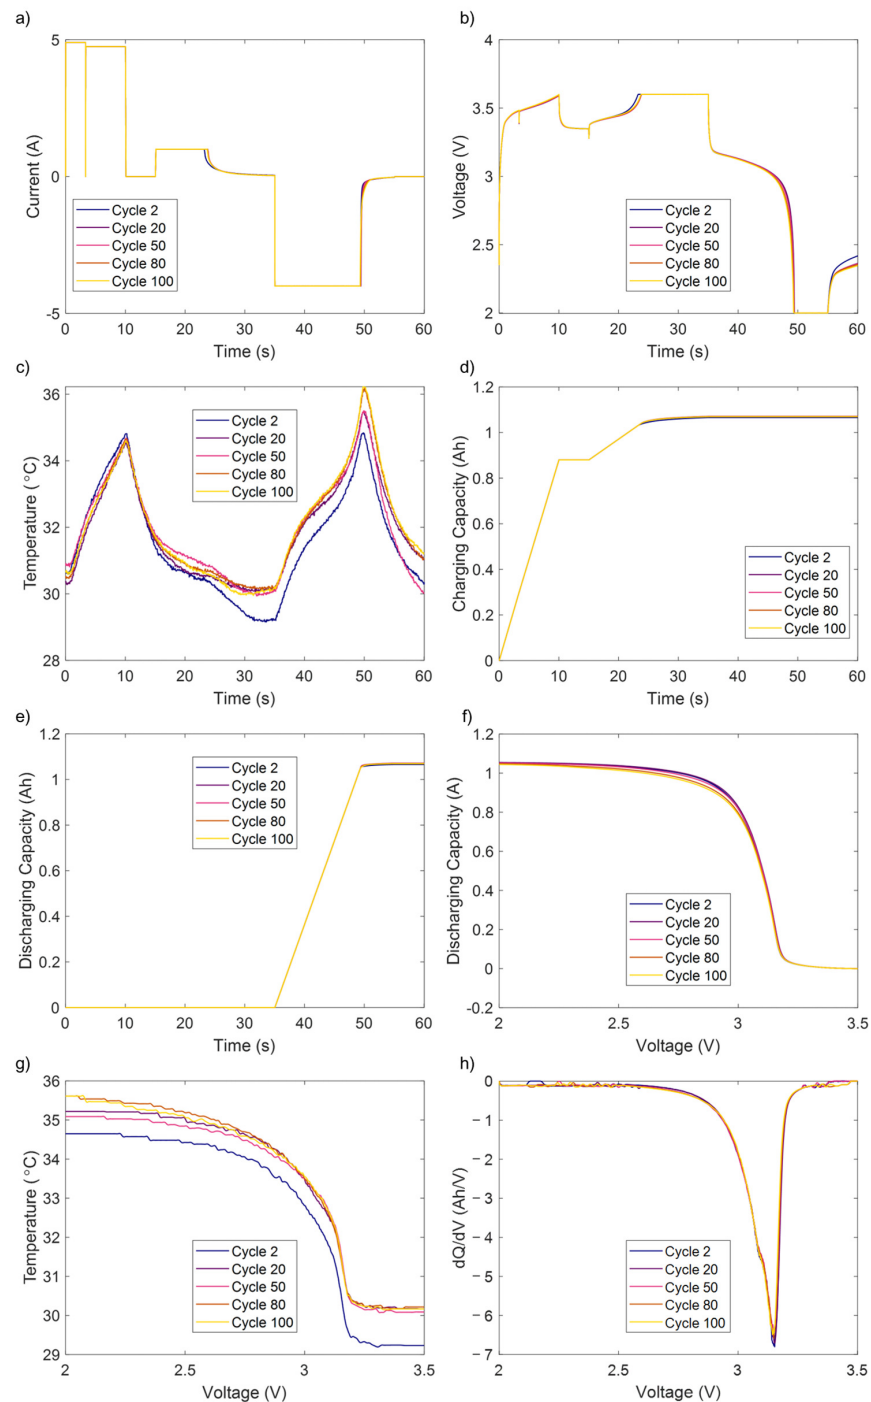 a)
5
0
-5
Current (A)
Cycle 2
Cycle 20
Cycle 50
Cycle 80
Cycle 100
0 10 20 30 40 50 60
Time (s)
b)
4
3.5
3
2.5
2
Voltage (V)
Cycle 2
Cycle 20
Cycle 50
Cycle 80
Cycle 100
0 10 20 30 40 50 60
Time (s)
c)
36
34
32
30
28
Temperature (°C)
Cycle 2
Cycle 20
Cycle 50
Cycle 80
Cycle 100
0 10 20 30 40 50 60
Time (s)
d)
1.2
1
0.8
0.6
0.4
0.2
0
Charging Capacity (Ah)
Cycle 2
Cycle 20
Cycle 50
Cycle 80
Cycle 100
0 10 20 30 40 50 60
Time (s)
e)
1.2
1
0.8
0.6
0.4
0.2
0
Discharging Capacity (Ah)
Cycle 2
Cycle 20
Cycle 50
Cycle 80
Cycle 100
0 10 20 30 40 50 60
Time (s)
f)
1.2
1
0.8
0.6
0.4
0.2
0
-0.2
Discharging Capacity (A)
Cycle 2
Cycle 20
Cycle 50
Cycle 80
Cycle 100
2 2.5 3 3.5
Voltage (V)
g)
36
35
34
33
32
31
30
29
Temperature (°C)
Cycle 2
Cycle 20
Cycle 50
Cycle 80
Cycle 100
2 2.5 3 3.5
Voltage (V)
h)
0
-1
-2
-3
-4
-5
-6
-7
dQ/dV (Ah/V)
Cycle 2
Cycle 20
Cycle 50
Cycle 80
Cycle 100
2 2.5 3 3.5
Voltage (V)